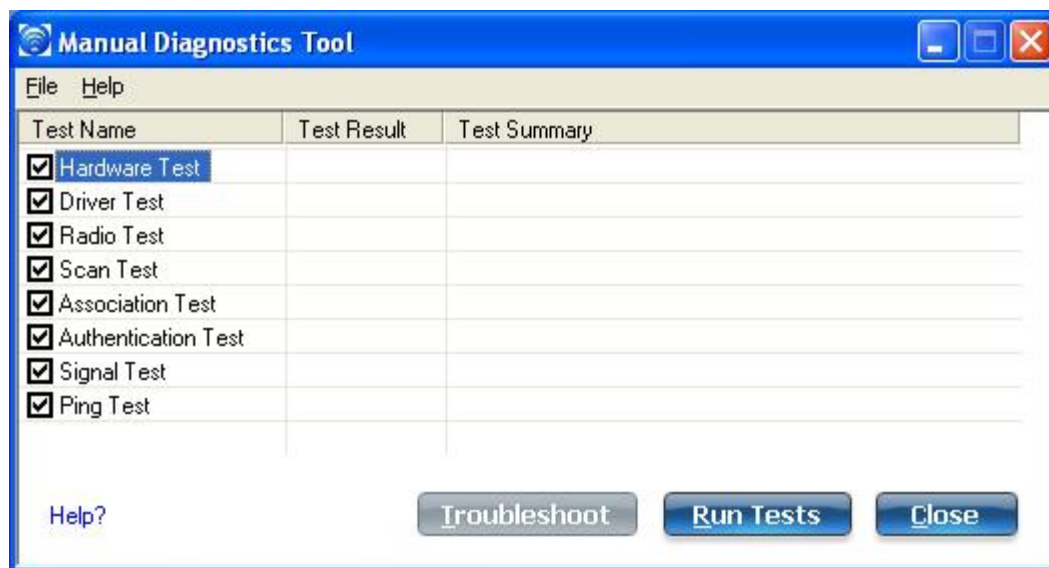 Manual Diagnostics Tool
File Help
Test Name Test Result Test Summary
Hardware Test
Driver Test
Radio Test
Scan Test
Association Test
Authentication Test
Signal Test
Ping Test
Help? Troubleshoot Run Tests Close